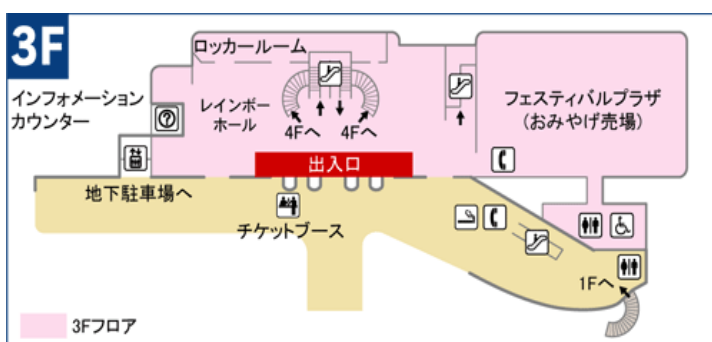 3F
ロッカールーム
インフォメーション
カウンター
?
レインボー
ホール
4Fへ
4Fへ
フェスティバルプラザ
(おみやげ売場)
出入口
地下駐車場へ
チケットブース
1Fへ
3Fフロア